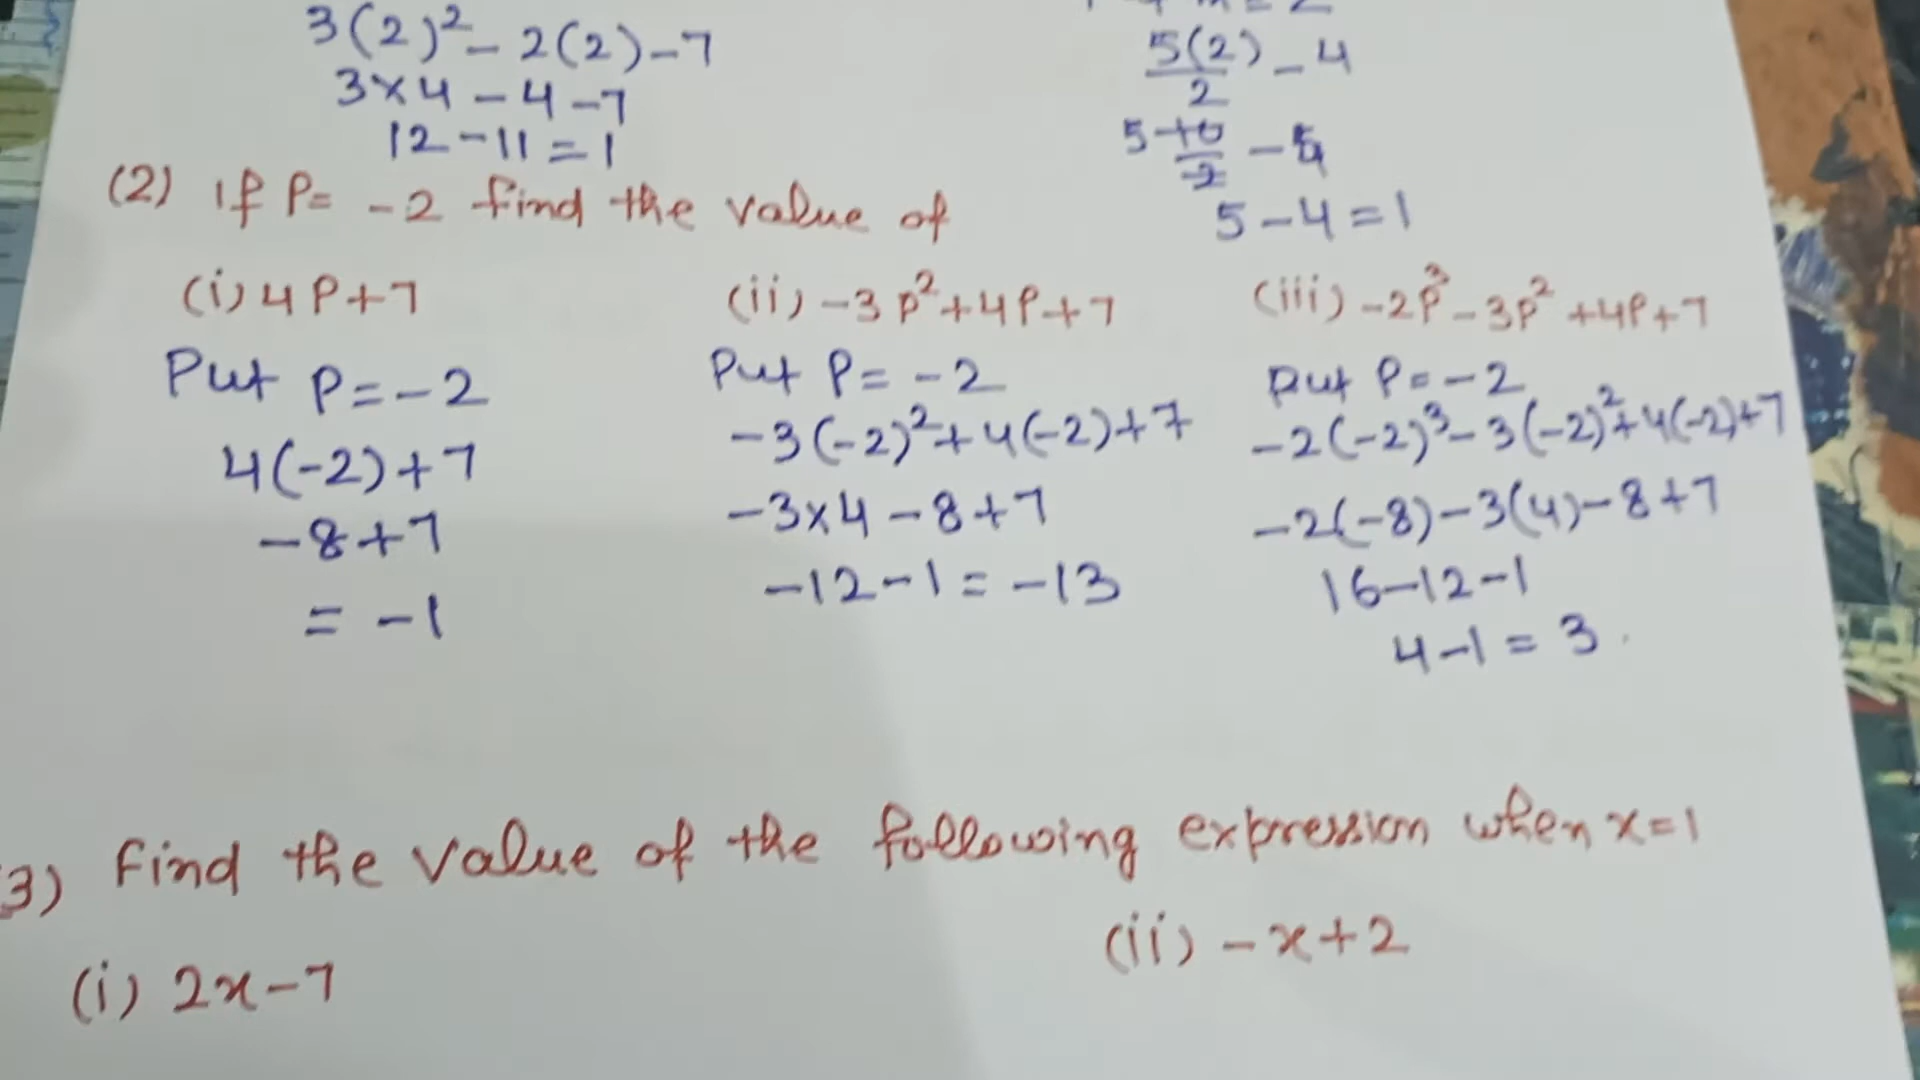 3(2)² - 2(2) - 7
3×4 - 4 - 7
12 - 11 = 1
5(2)/2 - 4
5 - 4 = 1
(2) If P = -2 find the value of
(i) 4P+7
Put P = -2
4(-2)+7
-8+7
= -1
(ii) -3p²+4P+7
Put P = -2
-3(-2)²+4(-2)+7
-3×4 - 8+7
-12 - 1 = -13
(iii) -2p³ - 3p² + 4P+7
Put P = -2
-2(-2)³ - 3(-2)² + 4(-2)+7
-2(-8) - 3(4) - 8+7
16 - 12 - 1
4 - 1 = 3.
3) Find the value of the following expression when x=1
(i) 2x - 7
(ii) -x+2